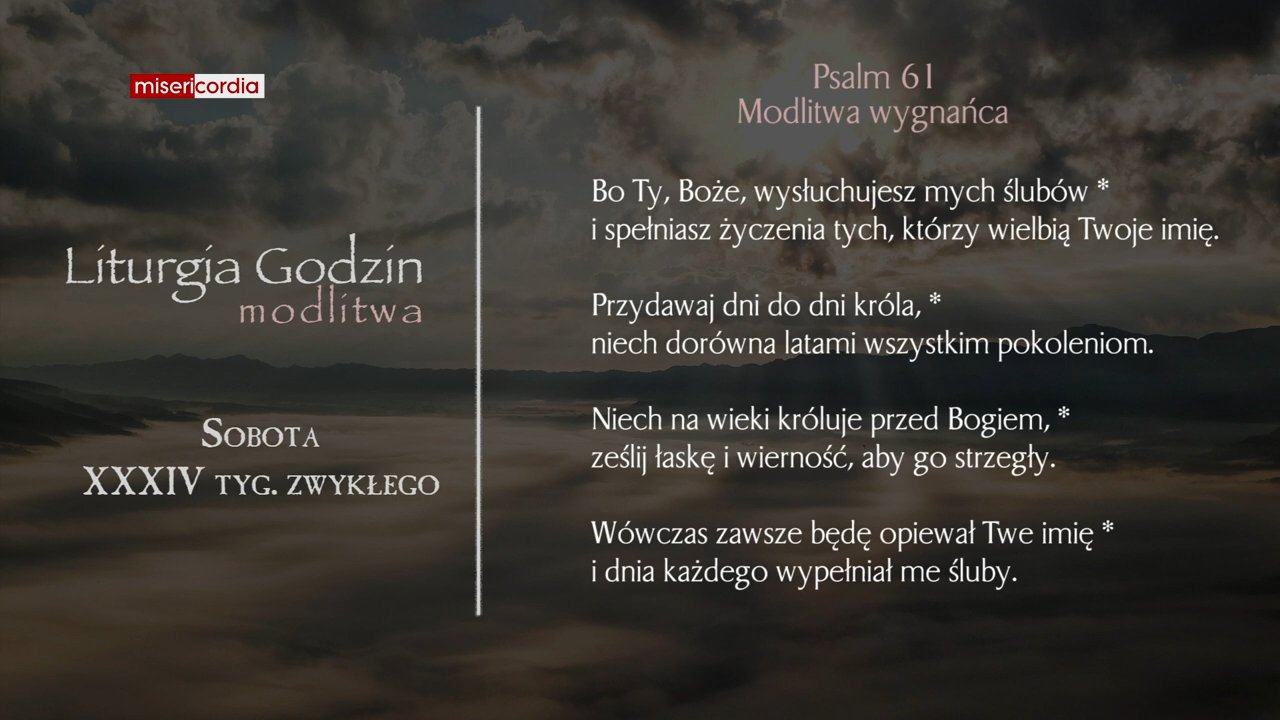 misericordia
Liturgia Godzin
modlitwa
Sobota
XXXIV tyg. zwykłego
Psalm 61
Modlitwa wygnańca
Bo Ty, Boże, wysłuchujesz mych ślubów *
i spełniasz życzenia tych, którzy wielbią Twoje imię.
Przydawaj dni do dni króla, *
niech dorówna latami wszystkim pokoleniom.
Niech na wieki króluje przed Bogiem, *
ześlij łaskę i wierność, aby go strzegły.
Wówczas zawsze będę opiewał Twe imię *
i dnia każdego wypełniał me śluby.